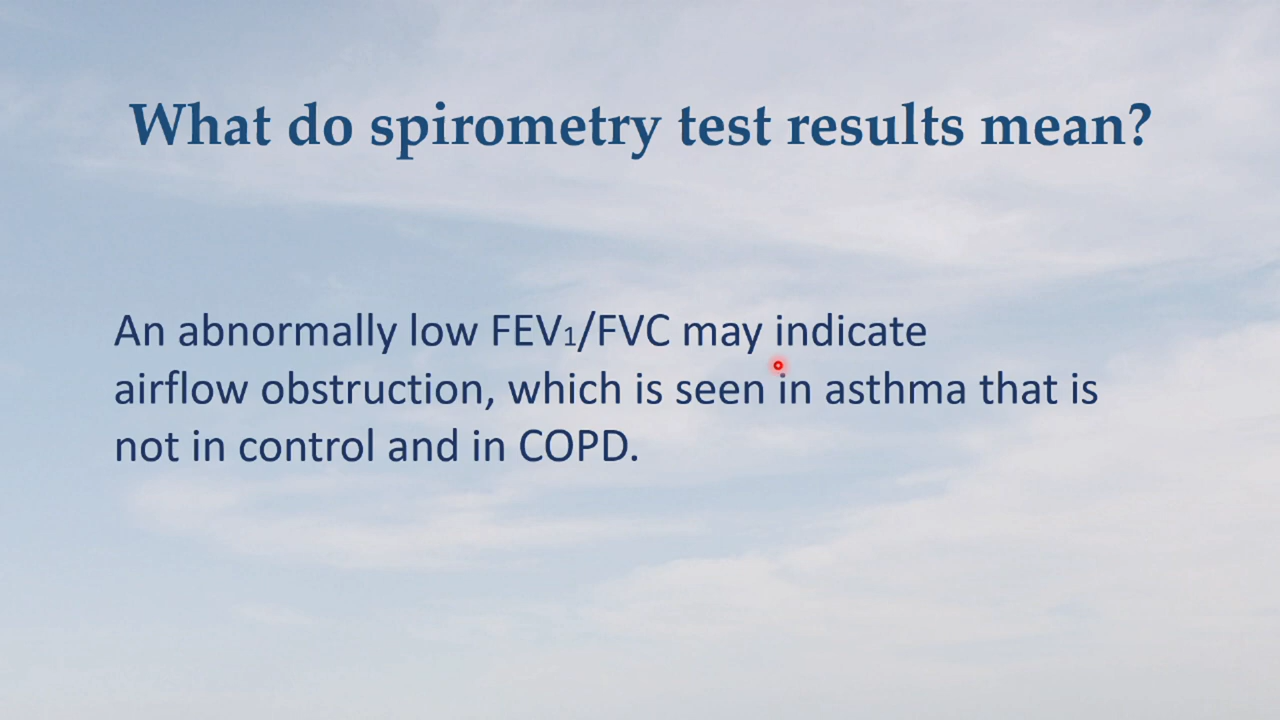 What do spirometry test results mean?
An abnormally low FEV₁/FVC may indicate
airflow obstruction, which is seen in asthma that is
not in control and in COPD.